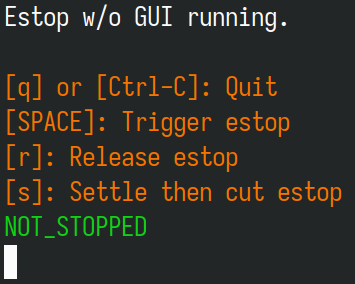 Estop w/o GUI running.
[q] or [Ctrl-C]: Quit
[SPACE]: Trigger estop
[r]: Release estop
[s]: Settle then cut estop
NOT_STOPPED